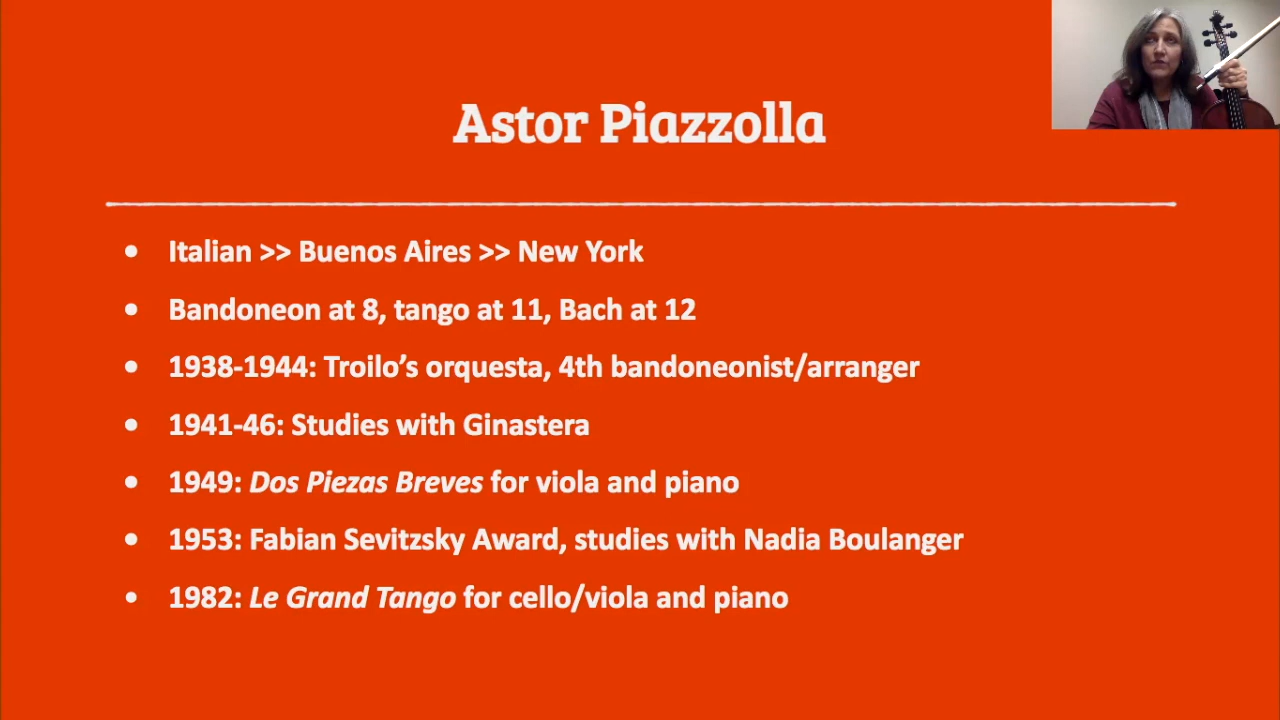 Astor Piazzolla
• Italian >> Buenos Aires >> New York
• Bandoneon at 8, tango at 11, Bach at 12
• 1938-1944: Troilo’s orquesta, 4th bandoneonist/arranger
• 1941-46: Studies with Ginastera
• 1949: Dos Piezas Breves for viola and piano
• 1953: Fabian Sevitzsky Award, studies with Nadia Boulanger
• 1982: Le Grand Tango for cello/viola and piano